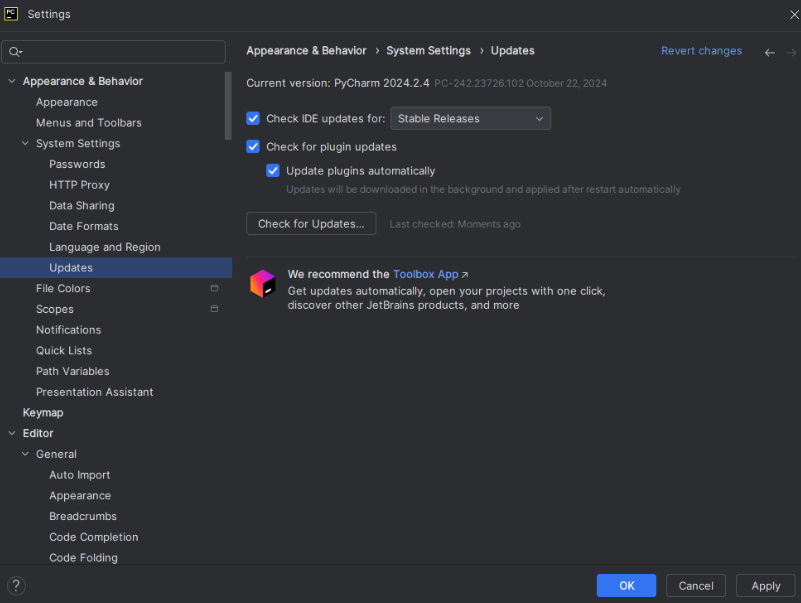 PC
Settings
Appearance & Behavior › System Settings › Updates
Revert changes
Current version: PyCharm 2024.2.4 PC-242.23726.102 October 22, 2024
Check IDE updates for: Stable Releases
Check for plugin updates
Update plugins automatically
Updates will be downloaded in the background and applied after restart automatically
Check for Updates...
Last checked: Moments ago
We recommend the Toolbox App ↗
Get updates automatically, open your projects with one click,
discover other JetBrains products, and more
Appearance & Behavior
Appearance
Menus and Toolbars
System Settings
Passwords
HTTP Proxy
Data Sharing
Date Formats
Language and Region
Updates
File Colors
Scopes
Notifications
Quick Lists
Path Variables
Presentation Assistant
Keymap
Editor
General
Auto Import
Appearance
Breadcrumbs
Code Completion
Code Folding
?
OK
Cancel
Apply